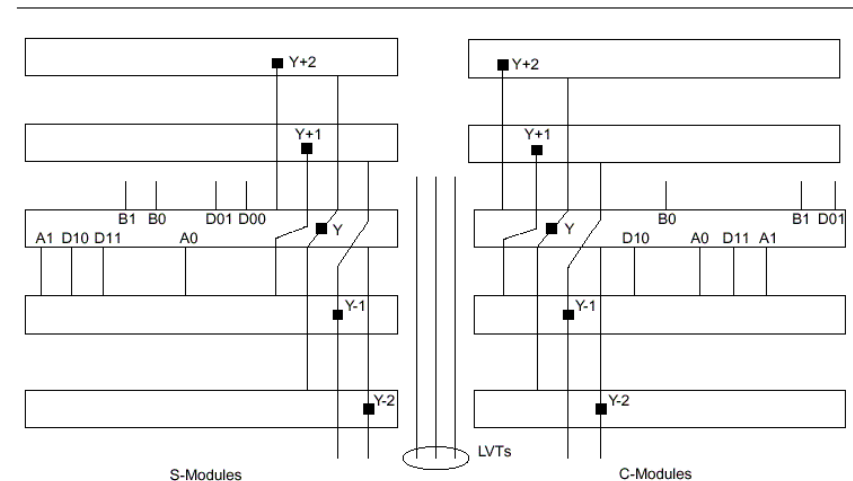 Y+2 Y+2
Y+1 Y+1
B1 B0 D01 D00 B0 B1 D01
Y Y
A1 D10 D11 A0 D10 A0 D11 A1
Y-1 Y-1
Y-2 Y-2
LVTs
S-Modules C-Modules